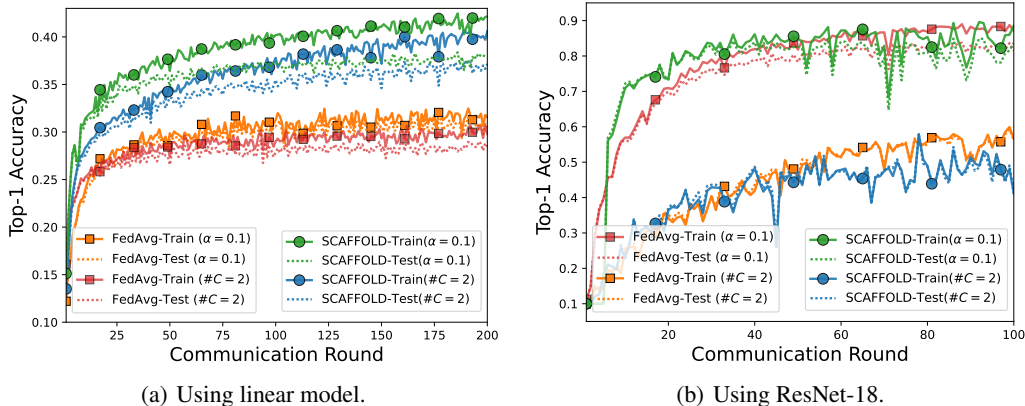 0.40
0.35
0.30
0.25
0.20
0.15
0.10
Top-1 Accuracy
FedAvg-Train (α = 0.1)
FedAvg-Test (α = 0.1)
FedAvg-Train (#C = 2)
FedAvg-Test (#C = 2)
SCAFFOLD-Train(α = 0.1)
SCAFFOLD-Test(α = 0.1)
SCAFFOLD-Train(#C = 2)
SCAFFOLD-Test(#C = 2)
25 50 75 100 125 150 175 200
Communication Round
(a) Using linear model.
0.9
0.8
0.7
0.6
0.5
0.4
0.3
0.2
0.1
Top-1 Accuracy
FedAvg-Train (α = 0.1)
FedAvg-Test (α = 0.1)
FedAvg-Train (#C = 2)
FedAvg-Test (#C = 2)
SCAFFOLD-Train(α = 0.1)
SCAFFOLD-Test(α = 0.1)
SCAFFOLD-Train(#C = 2)
SCAFFOLD-Test(#C = 2)
20 40 60 80 100
Communication Round
(b) Using ResNet-18.